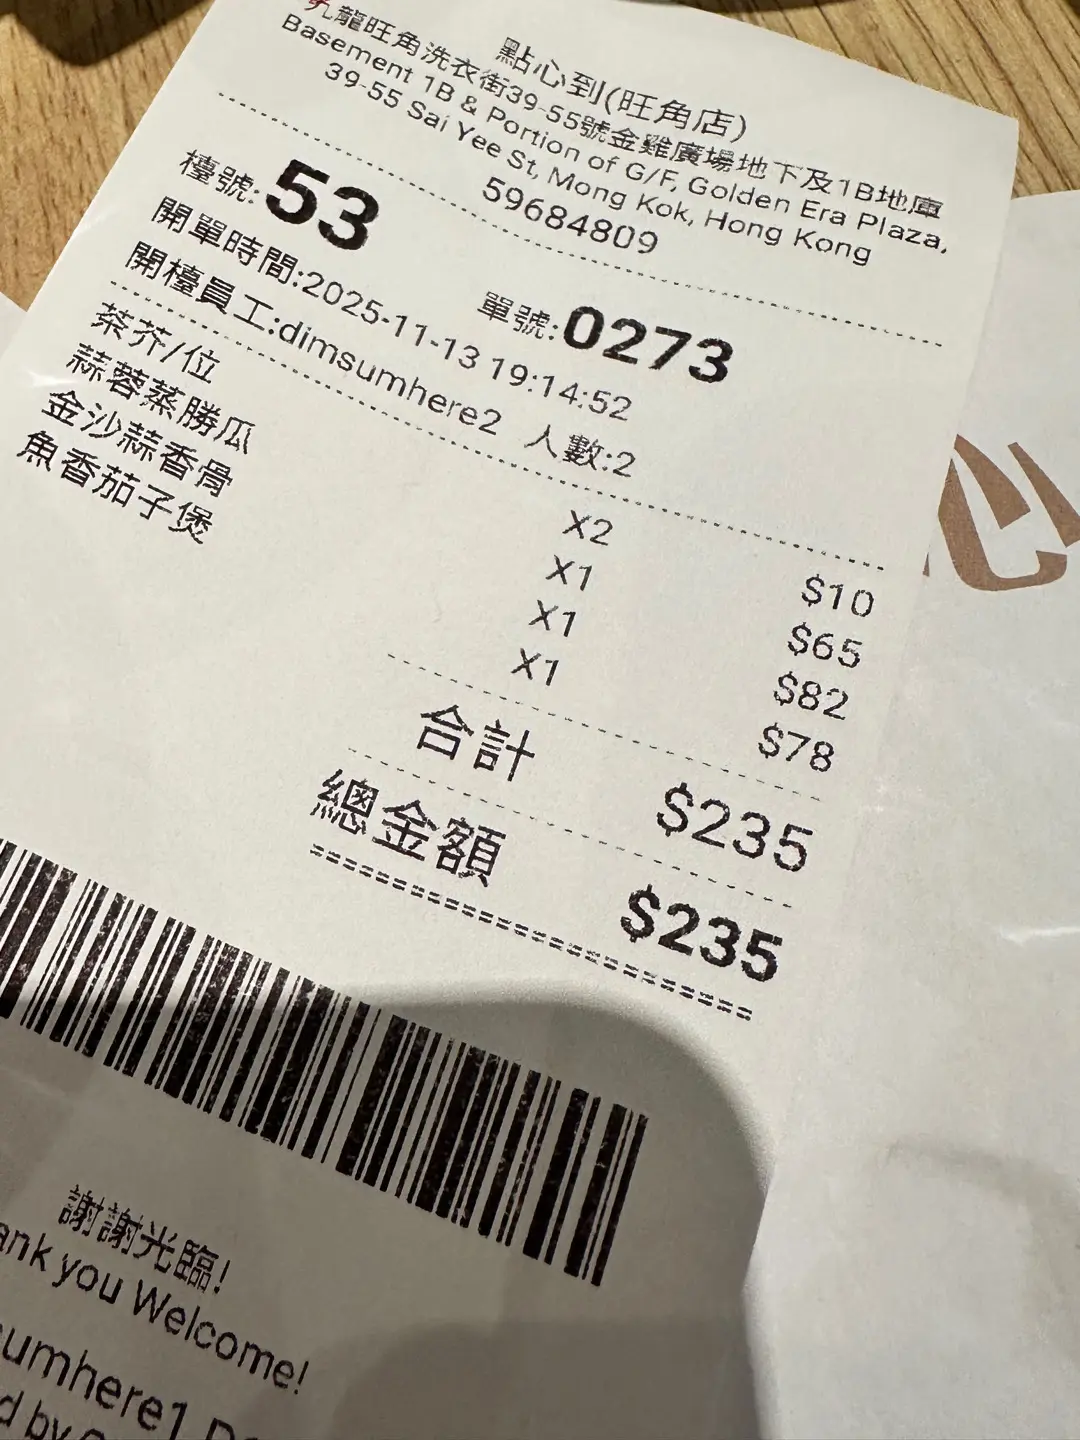 點心到(旺角店)
九龍旺角洗衣街39-55號金雞廣場地下及1B地庫
Basement 1B & Portion of G/F, Golden Era Plaza,
39-55 Sai Yee St, Mong Kok, Hong Kong
59684809
檯號:53 單號:0273
開單時間:2025-11-13 19:14:52
開檯員工:dimsumhere2 人數:2
茶芥/位 X2 $10
蒜蓉蒸勝瓜 X1 $65
金沙蒜香骨 X1 $82
魚香茄子煲 X1 $78
合計 $235
總金額 $235
謝謝光臨!
ank you Welcome!
sumhere1
d by
心